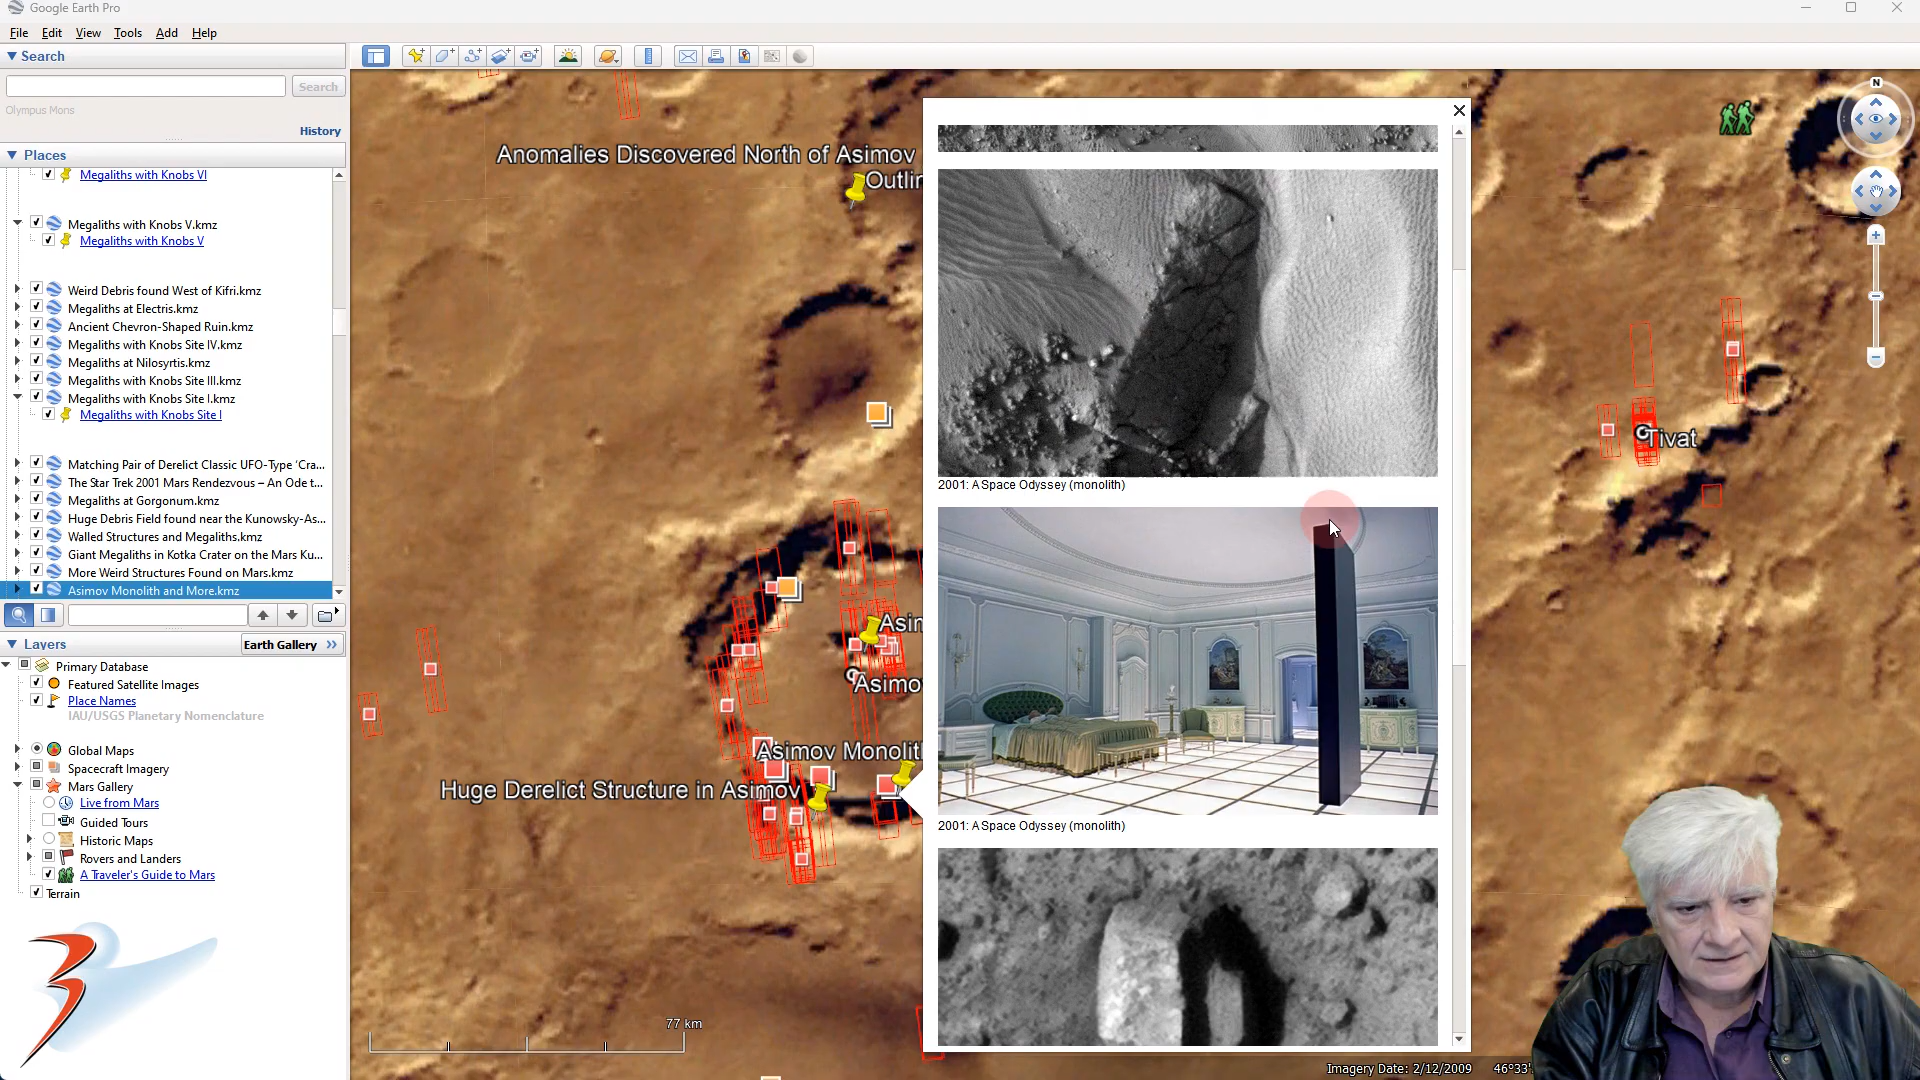 Google Earth Pro
File Edit View Tools Add Help
Search
Search
Olympus Mons
History
Places
Megaliths with Knobs VI
Megaliths with Knobs V.kmz
Megaliths with Knobs V
Weird Debris found West of Kifri.kmz
Megaliths at Electris.kmz
Ancient Chevron-Shaped Ruin.kmz
Megaliths with Knobs Site IV.kmz
Megaliths at Nilosyrtis.kmz
Megaliths with Knobs Site III.kmz
Megaliths with Knobs Site I.kmz
Megaliths with Knobs Site I
Matching Pair of Derelict Classic UFO-Type 'Cra...
The Star Trek 2001 Mars Rendezvous – An Ode t...
Megaliths at Gorgonum.kmz
Huge Debris Field found near the Kunowsky-As...
Walled Structures and Megaliths.kmz
Giant Megaliths in Kotka Crater on the Mars Ku...
More Weird Structures Found on Mars.kmz
Asimov Monolith and More.kmz
Layers
Earth Gallery »
Primary Database
Featured Satellite Images
Place Names
IAU/USGS Planetary Nomenclature
Global Maps
Spacecraft Imagery
Mars Gallery
Live from Mars
Guided Tours
Historic Maps
Rovers and Landers
A Traveler's Guide to Mars
Terrain
Anomalies Discovered North of Asimov
Outlin
Asim
Asimo
Asimov Monolith
Huge Derelict Structure in Asimov
77 km
2001: A Space Odyssey (monolith)
2001: A Space Odyssey (monolith)
N
Tivat
Imagery Date: 2/12/2009 46°33'